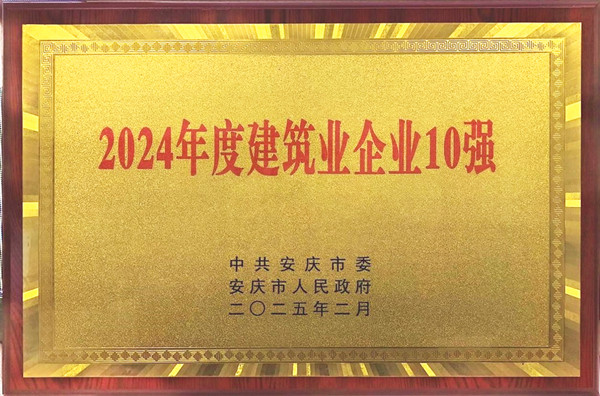 2024年度建筑业企业10强
中共安庆市委
安庆市人民政府
二〇二五年二月